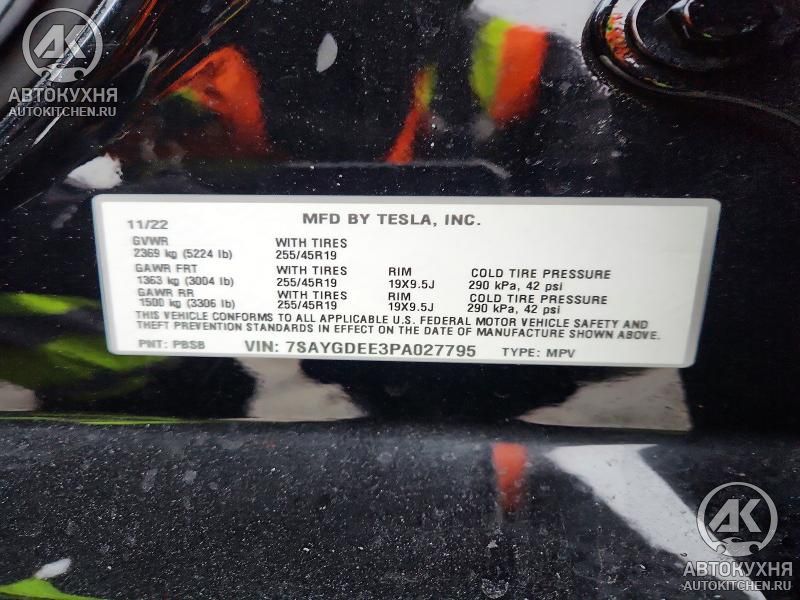 AK
АВТОКУХНЯ
AUTOKITCHEN.RU
11/22 MFD BY TESLA, INC.
GVWR WITH TIRES
2369 kg (5224 lb) 255/45R19
GAWR FRT WITH TIRES RIM COLD TIRE PRESSURE
1363 kg (3004 lb) 255/45R19 19X9.5J 290 kPa, 42 psi
GAWR RR WITH TIRES RIM COLD TIRE PRESSURE
1500 kg (3306 lb) 255/45R19 19X9.5J 290 kPa, 42 psi
THIS VEHICLE CONFORMS TO ALL APPLICABLE U.S. FEDERAL MOTOR VEHICLE SAFETY AND
THEFT PREVENTION STANDARDS IN EFFECT ON THE DATE OF MANUFACTURE SHOWN ABOVE.
PNT: PBSB VIN: 7SAYGDEE3PA027795 TYPE: MPV
AK
АВТОКУХНЯ
AUTOKITCHEN.RU